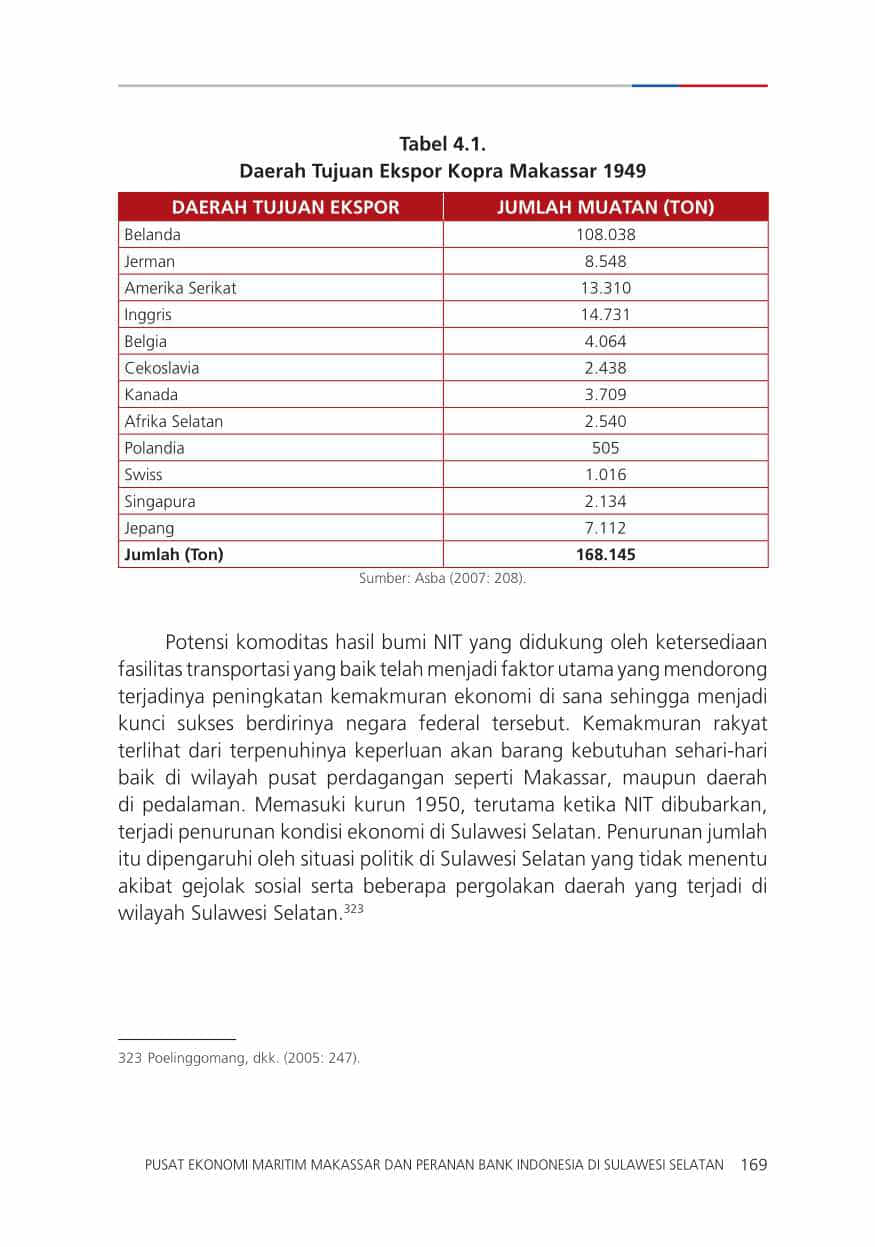 Tabel 4.1.
Daerah Tujuan Ekspor Kopra Makassar 1949
DAERAH TUJUAN EKSPOR JUMLAH MUATAN (TON)
Belanda 108.038
Jerman 8.548
Amerika Serikat 13.310
Inggris 14.731
Belgia 4.064
Cekoslavia 2.438
Kanada 3.709
Afrika Selatan 2.540
Polandia 505
Swiss 1.016
Singapura 2.134
Jepang 7.112
Jumlah (Ton) 168.145
Sumber: Asba (2007: 208).
Potensi komoditas hasil bumi NIT yang didukung oleh ketersediaan
fasilitas transportasi yang baik telah menjadi faktor utama yang mendorong
terjadinya peningkatan kemakmuran ekonomi di sana sehingga menjadi
kunci sukses berdirinya negara federal tersebut. Kemakmuran rakyat
terlihat dari terpenuhinya keperluan akan barang kebutuhan sehari-hari
baik di wilayah pusat perdagangan seperti Makassar, maupun daerah
di pedalaman. Memasuki kurun 1950, terutama ketika NIT dibubarkan,
terjadi penurunan kondisi ekonomi di Sulawesi Selatan. Penurunan jumlah
itu dipengaruhi oleh situasi politik di Sulawesi Selatan yang tidak menentu
akibat gejolak sosial serta beberapa pergolakan daerah yang terjadi di
wilayah Sulawesi Selatan.323
323 Poelinggomang, dkk. (2005: 247).
PUSAT EKONOMI MARITIM MAKASSAR DAN PERANAN BANK INDONESIA DI SULAWESI SELATAN 169